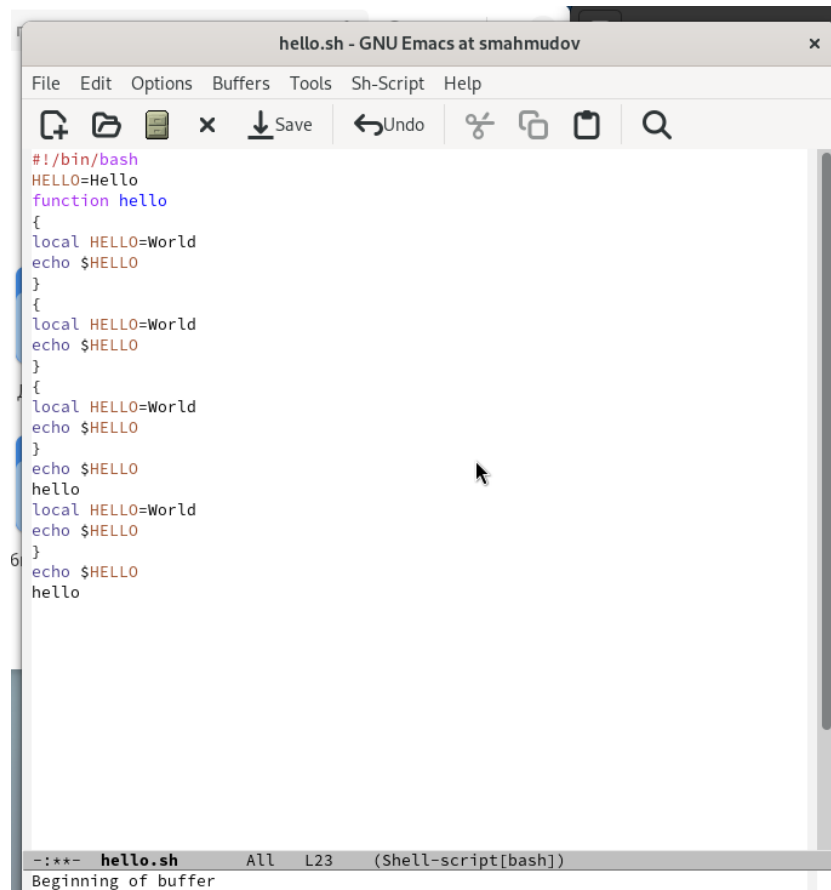 hello.sh - GNU Emacs at smahmudov ×
File Edit Options Buffers Tools Sh-Script Help
Save Undo
#!/bin/bash
HELLO=Hello
function hello
{
local HELLO=World
echo $HELLO
}
{
local HELLO=World
echo $HELLO
}
{
local HELLO=World
echo $HELLO
}
echo $HELLO
hello
local HELLO=World
echo $HELLO
}
echo $HELLO
hello
-:**- hello.sh All L23 (Shell-script[bash])
Beginning of buffer